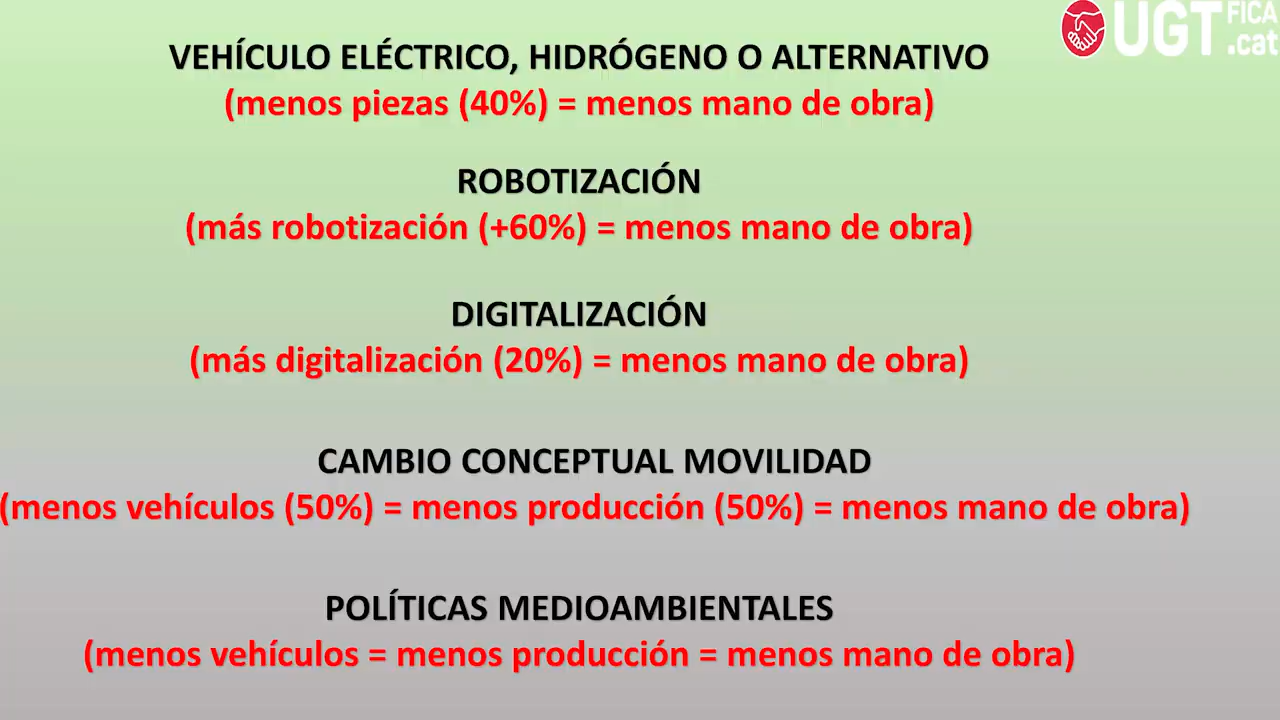 UGT FICA .cat
VEHÍCULO ELÉCTRICO, HIDRÓGENO O ALTERNATIVO
(menos piezas (40%) = menos mano de obra)
ROBOTIZACIÓN
(más robotización (+60%) = menos mano de obra)
DIGITALIZACIÓN
(más digitalización (20%) = menos mano de obra)
CAMBIO CONCEPTUAL MOVILIDAD
(menos vehículos (50%) = menos producción (50%) = menos mano de obra)
POLÍTICAS MEDIOAMBIENTALES
(menos vehículos = menos producción = menos mano de obra)